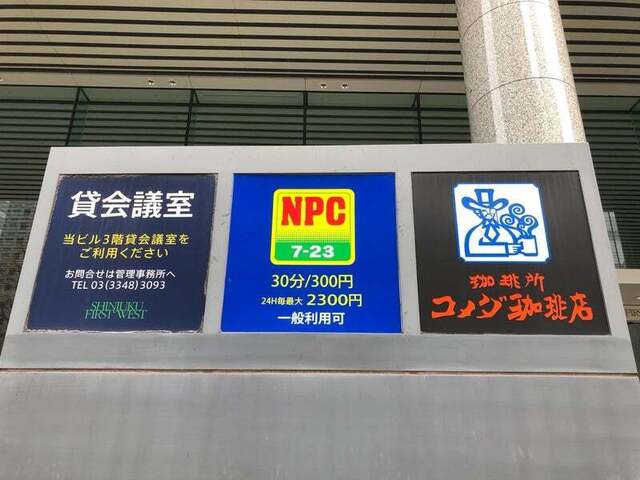 貸会議室
当ビル3階貸会議室を
ご利用ください
お問合せは管理事務所へ
TEL 03(3348)3093
SHINJUKU
FIRST WEST
NPC
7-23
30分/300円
24H毎最大 2300円
一般利用可
珈琲所
コメダ珈琲店